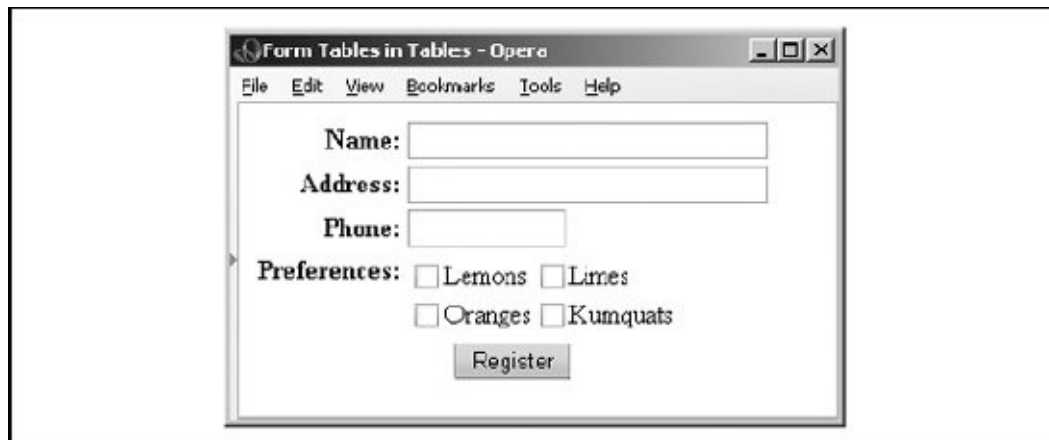 Form Tables in Tables - Opera
File Edit View Bookmarks Tools Help
Name:
Address:
Phone:
Preferences: Lemons Limes
Oranges Kumquats
Register